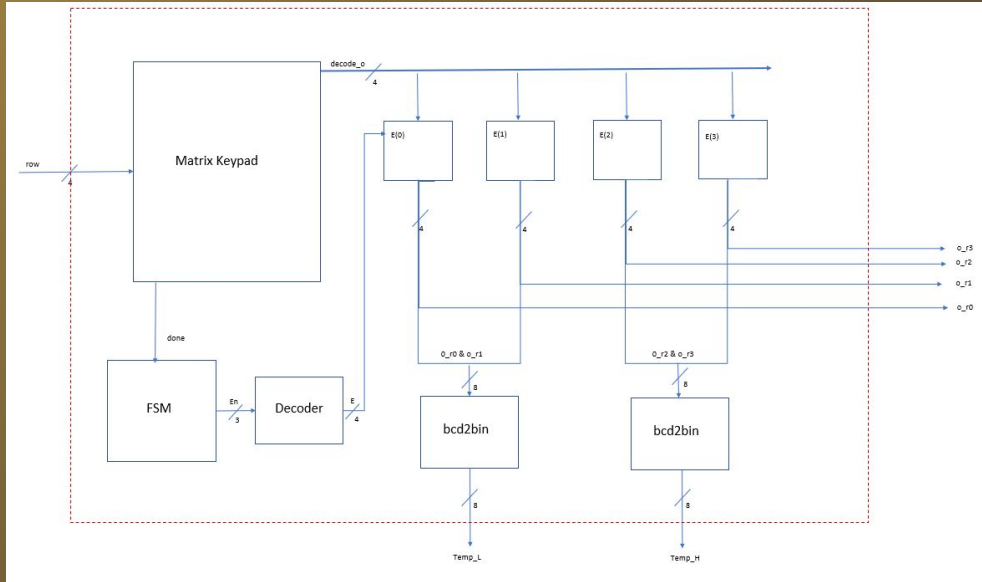 decode_o
4
E(0)
E(1)
E(2)
E(3)
Matrix Keypad
row
4
4
4
4
4
o_r3
o_r2
o_r1
o_r0
done
0_r0 & o_r1
0_r2 & o_r3
8
8
FSM
En
3
Decoder
E
4
bcd2bin
bcd2bin
8
8
Temp_L
Temp_H